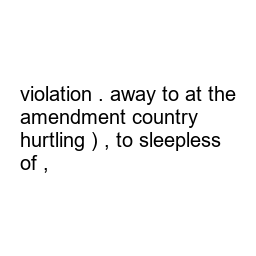 violation . away to at the
amendment country
hurtling ) , to sleepless
of ,